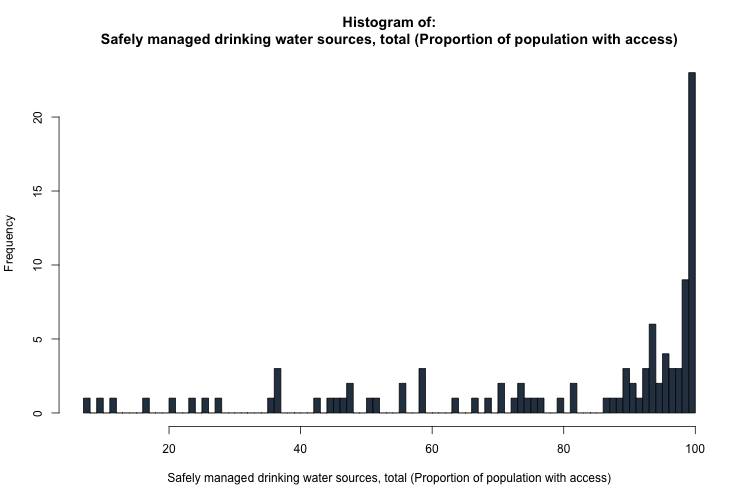 Histogram of:
Safely managed drinking water sources, total (Proportion of population with access)
Frequency
20
15
10
5
0
20 40 60 80 100
Safely managed drinking water sources, total (Proportion of population with access)